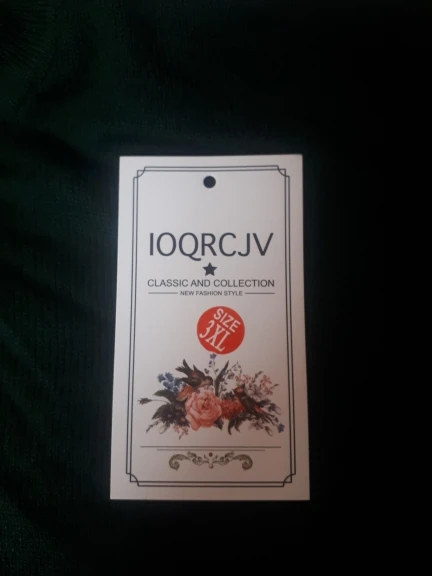 IOQRCJV
CLASSIC AND COLLECTION
NEW FASHION STYLE
SIZE
3XL